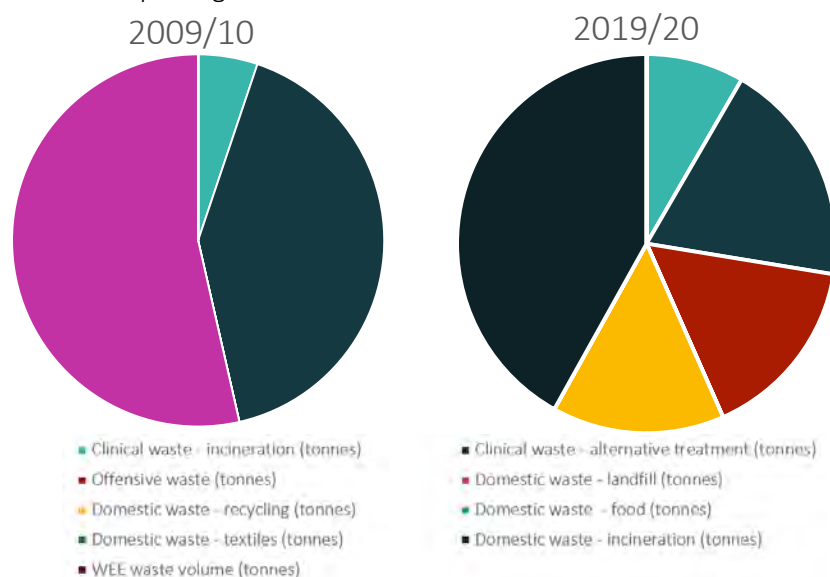 2009/10
2019/20
Clinical waste - incineration (tonnes)
Clinical waste - alternative treatment (tonnes)
Offensive waste (tonnes)
Domestic waste - landfill (tonnes)
Domestic waste - recycling (tonnes)
Domestic waste - food (tonnes)
Domestic waste - textiles (tonnes)
Domestic waste - incineration (tonnes)
WEE waste volume (tonnes)